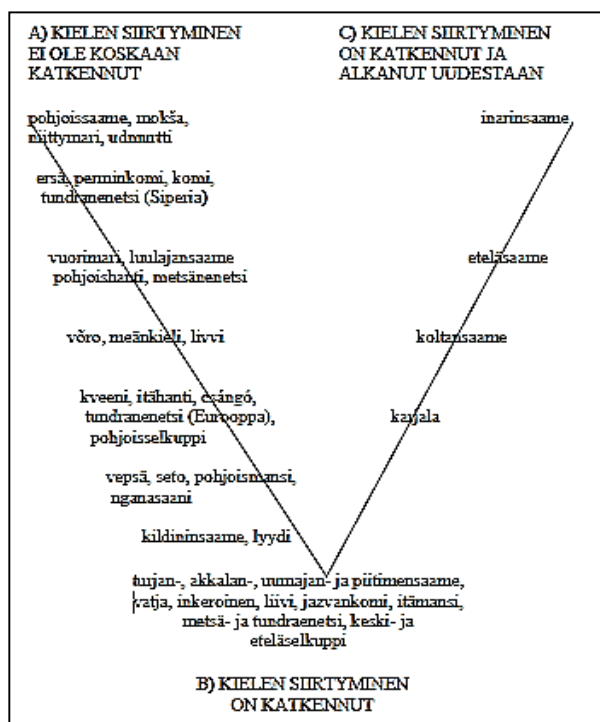 A) KIELEN SIIRTYMINEN
EI OLE KOSKAAN
KATKENNUT
C) KIELEN SIIRTYMINEN
ON KATKENNUT JA
ALKANUT UUDESTAAN
pohjoissaame, mokša,
niittymari, udmurtti
inarinsaame
ersä, perminkomi, komi,
tundranenetsi (Siperia)
vuorimari, luulajansaame
pohjoishanti, metsänenetsi
eteläsaame
võro, meänkieli, livvi
koltansaame
kveeni, itähanti, csángó,
tundranenetsi (Eurooppa),
pohjoisselkuppi
karjala
vepsä, seto, pohjoismansi,
nganasaani
kildininsaame, lyydi
turjan-, akkalan-, uumajan- ja piitimensaame,
vatja, inkeroinen, liivi, jazvankomi, itämansi,
metsä- ja tundraenetsi, keski- ja
eteläselkuppi
B) KIELEN SIIRTYMINEN
ON KATKENNUT